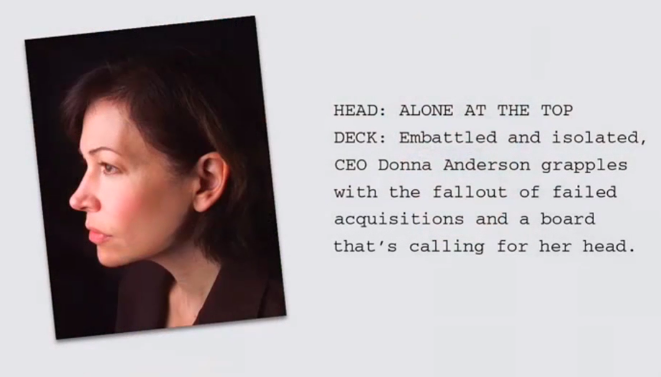 HEAD: ALONE AT THE TOP
DECK: Embattled and isolated,
CEO Donna Anderson grapples
with the fallout of failed
acquisitions and a board
that's calling for her head.